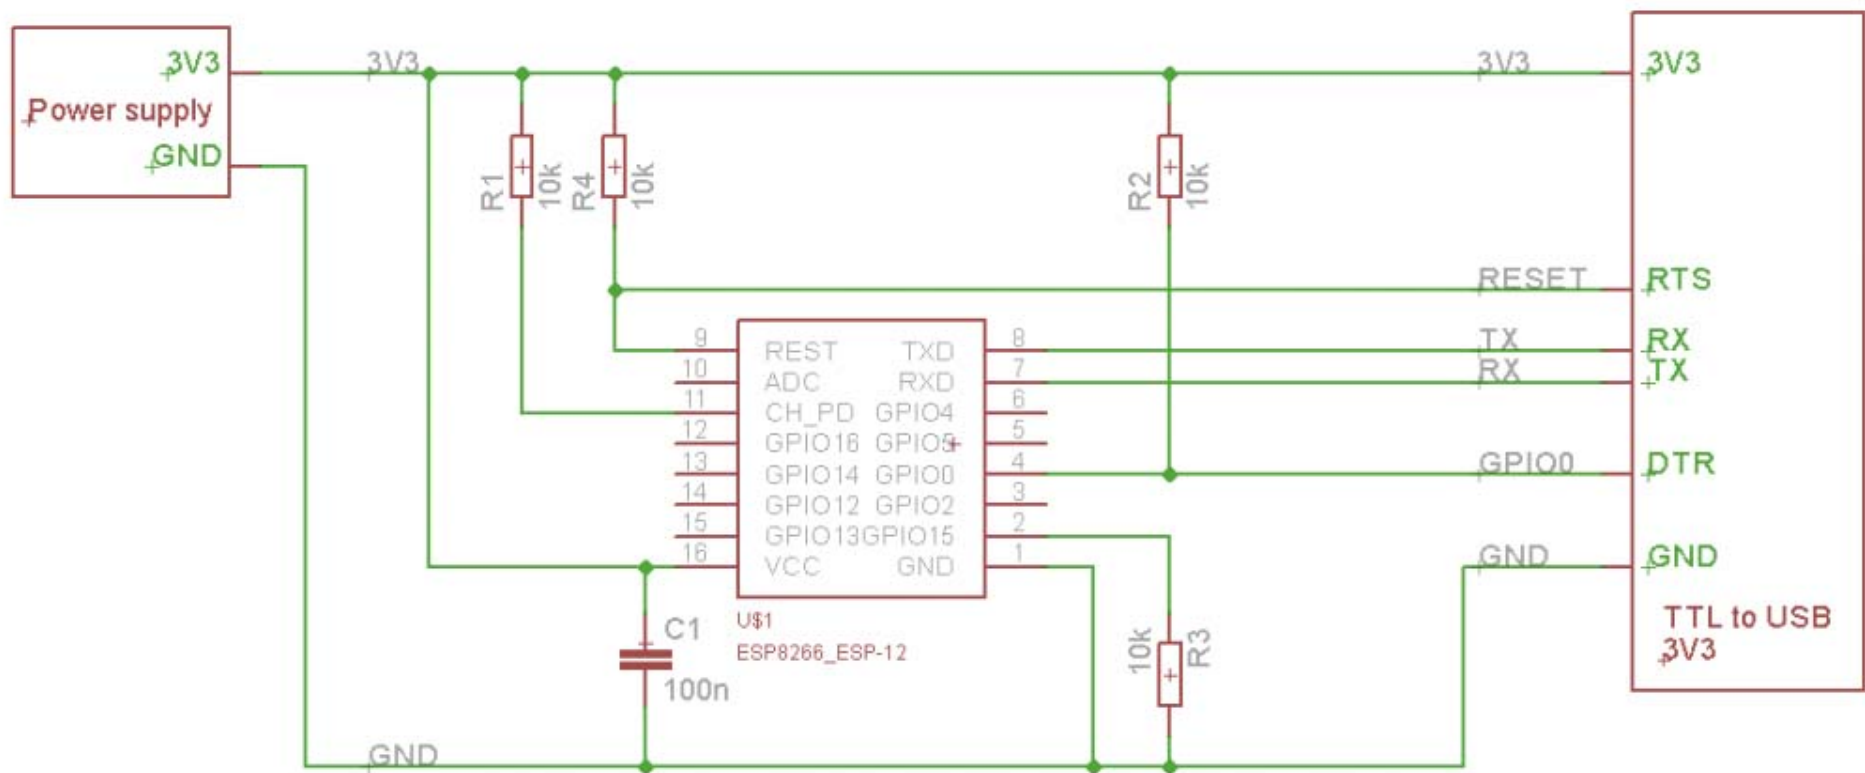 3V3
Power supply
GND
3V3
3V3
3V3
R1
10k
R4
10k
R2
10k
RESET
RTS
TX
RX
RX
TX
GPIO0
DTR
GND
GND
TTL to USB
3V3
9
REST
TXD
8
10
ADC
RXD
7
11
CH_PD
GPIO4
6
12
GPIO16
GPIO5
5
13
GPIO14
GPIO0
4
14
GPIO12
GPIO2
3
15
GPIO13
GPIO15
2
16
VCC
GND
1
U$1
ESP8266_ESP-12
C1
100n
10k
R3
GND